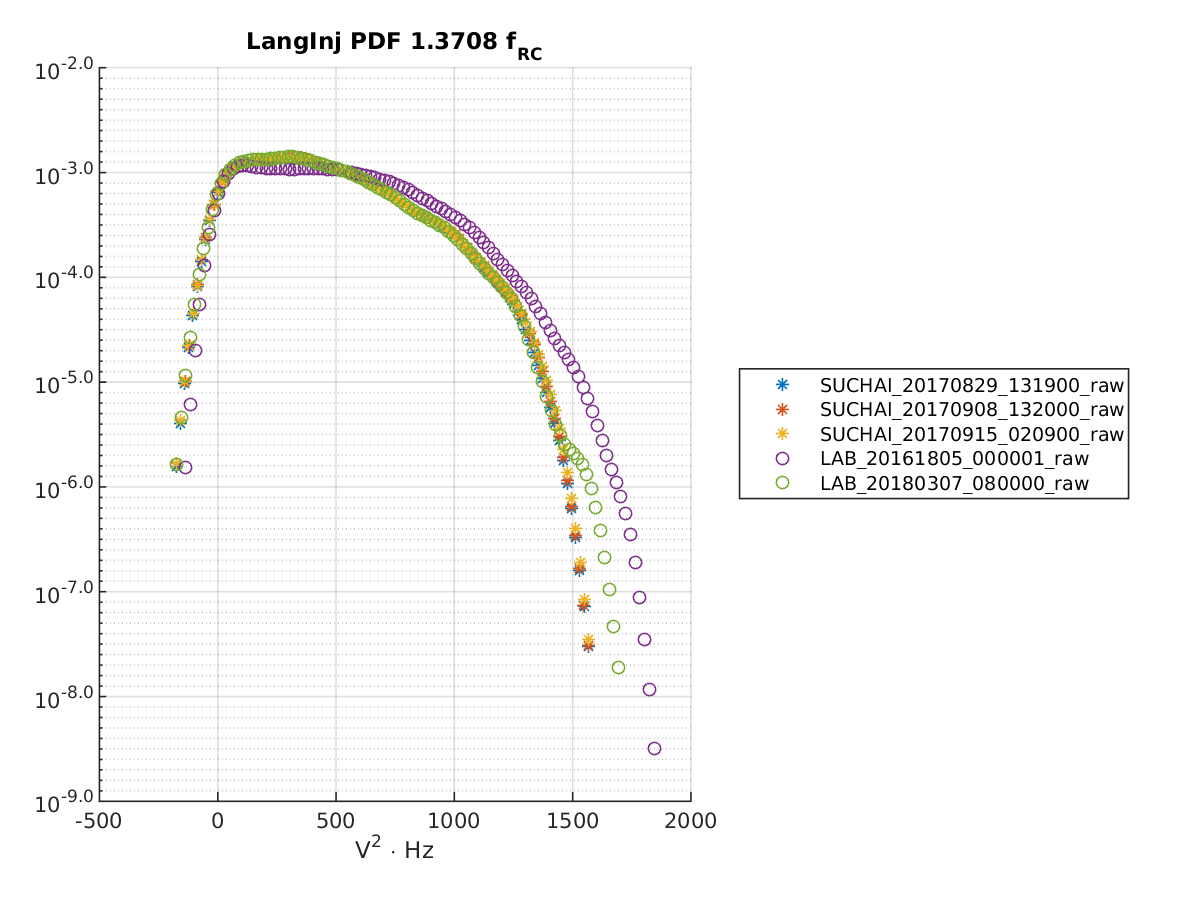 LangInj PDF 1.3708 f_RC
10^-2.0
10^-3.0
10^-4.0
10^-5.0
10^-6.0
10^-7.0
10^-8.0
10^-9.0
-500 0 500 1000 1500 2000
V^2 · Hz
SUCHAI_20170829_131900_raw
SUCHAI_20170908_132000_raw
SUCHAI_20170915_020900_raw
LAB_20161805_000001_raw
LAB_20180307_080000_raw